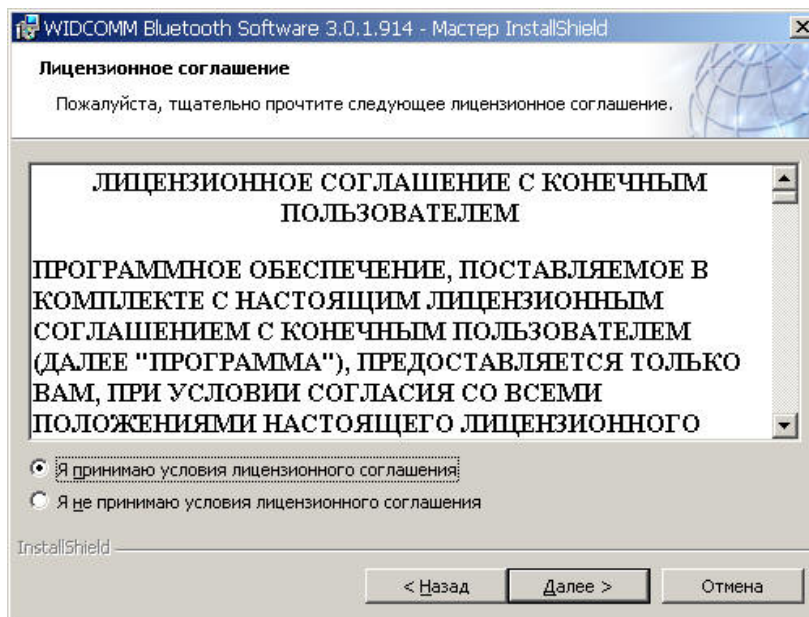 WIDCOMM Bluetooth Software 3.0.1.914 - Мастер InstallShield
Лицензионное соглашение
Пожалуйста, тщательно прочтите следующее лицензионное соглашение.
ЛИЦЕНЗИОННОЕ СОГЛАШЕНИЕ С КОНЕЧНЫМ
ПОЛЬЗОВАТЕЛЕМ
ПРОГРАММНОЕ ОБЕСПЕЧЕНИЕ, ПОСТАВЛЯЕМОЕ В
КОМПЛЕКТЕ С НАСТОЯЩИМ ЛИЦЕНЗИОННЫМ
СОГЛАШЕНИЕМ С КОНЕЧНЫМ ПОЛЬЗОВАТЕЛЕМ
(ДАЛЕЕ "ПРОГРАММА"), ПРЕДОСТАВЛЯЕТСЯ ТОЛЬКО
ВАМ, ПРИ УСЛОВИИ СОГЛАСИЯ СО ВСЕМИ
ПОЛОЖЕНИЯМИ НАСТОЯЩЕГО ЛИЦЕНЗИОННОГО
Я принимаю условия лицензионного соглашения
Я не принимаю условия лицензионного соглашения
InstallShield
< Назад Далее > Отмена